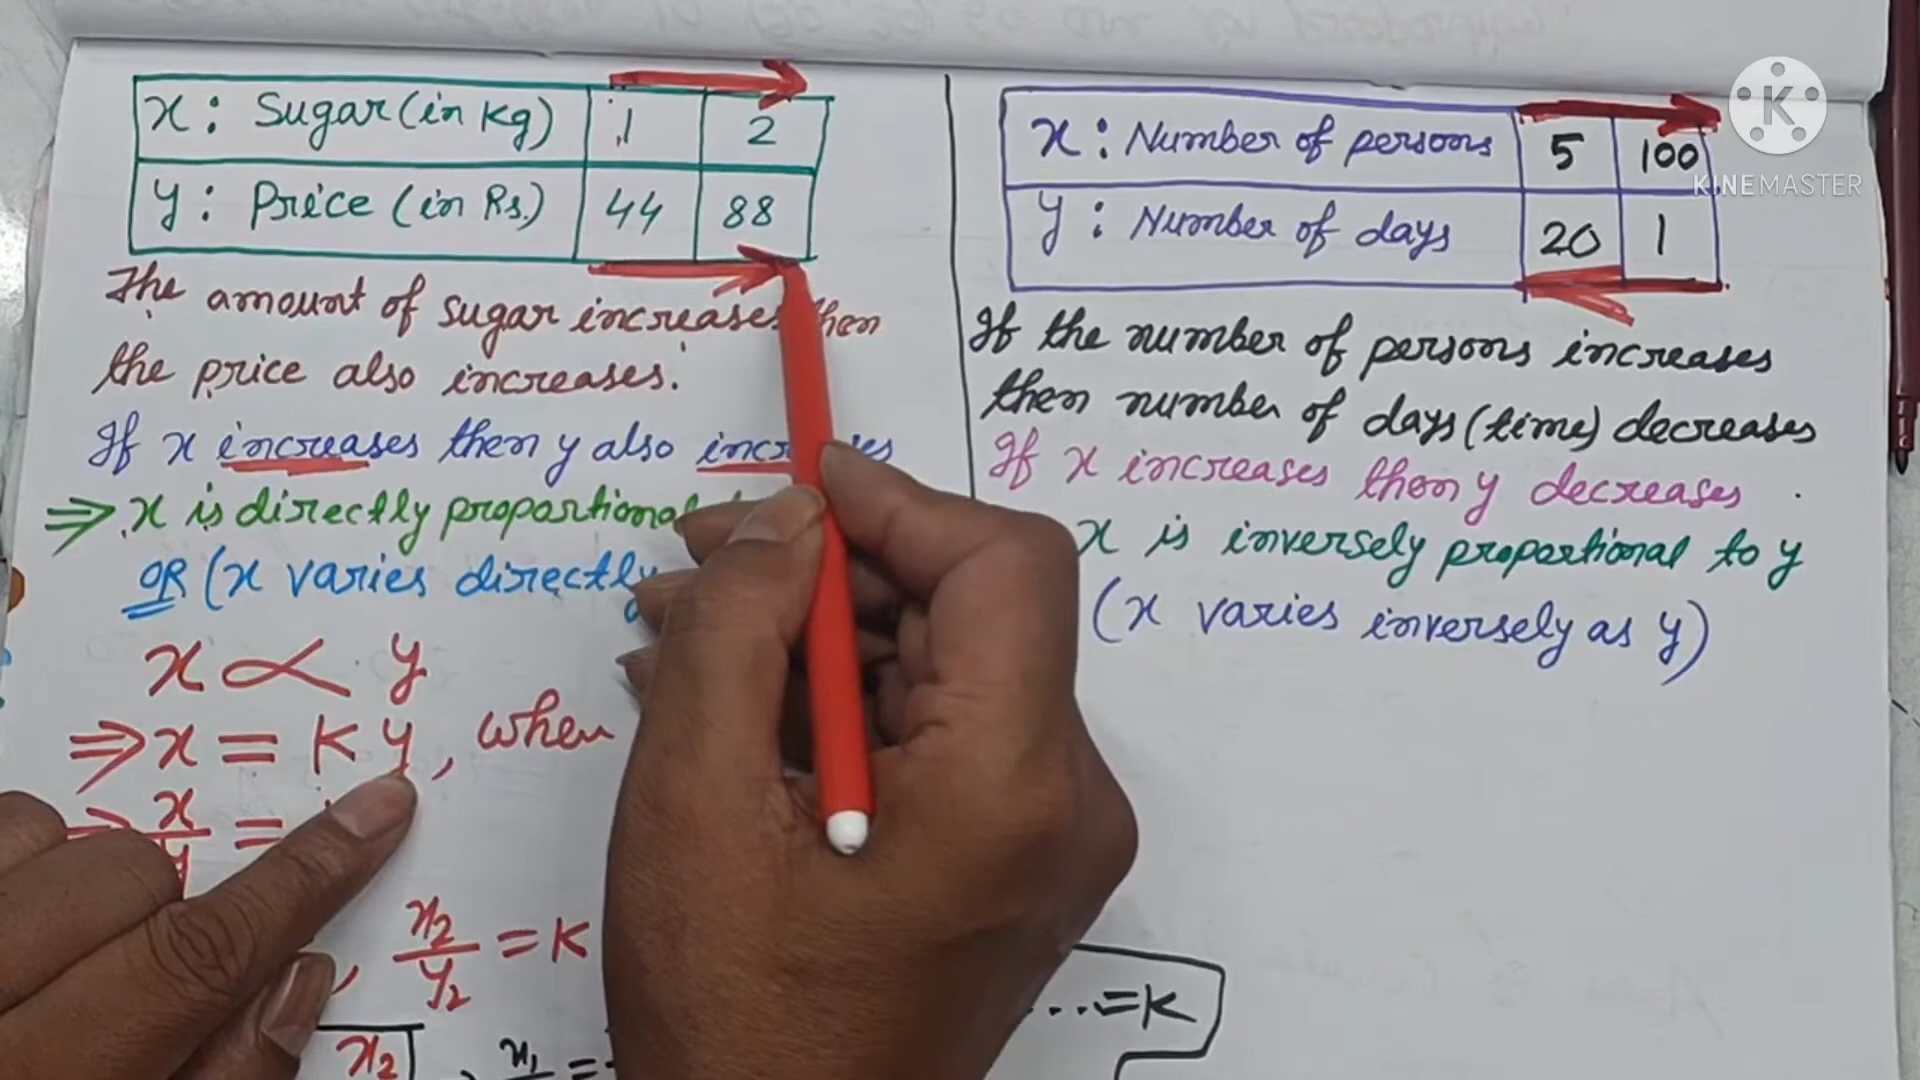 x : Sugar (in Kg) 1 2
y : Price (in Rs.) 44 88
The amount of sugar increases then
the price also increases.
If x increases then y also
⇒ x is directly proportional
OR (x varies directly
x ∝ y
⇒ x = K y, when
⇒ x/y =
, x2/y2 = K
x2
x1
x : Number of persons 5 100
y : Number of days 20 1
If the number of persons increases
then number of days (time) decreases
If x increases then y decreases
x is inversely proportional to y
(x varies inversely as y)
...=K
K
KINEMASTER